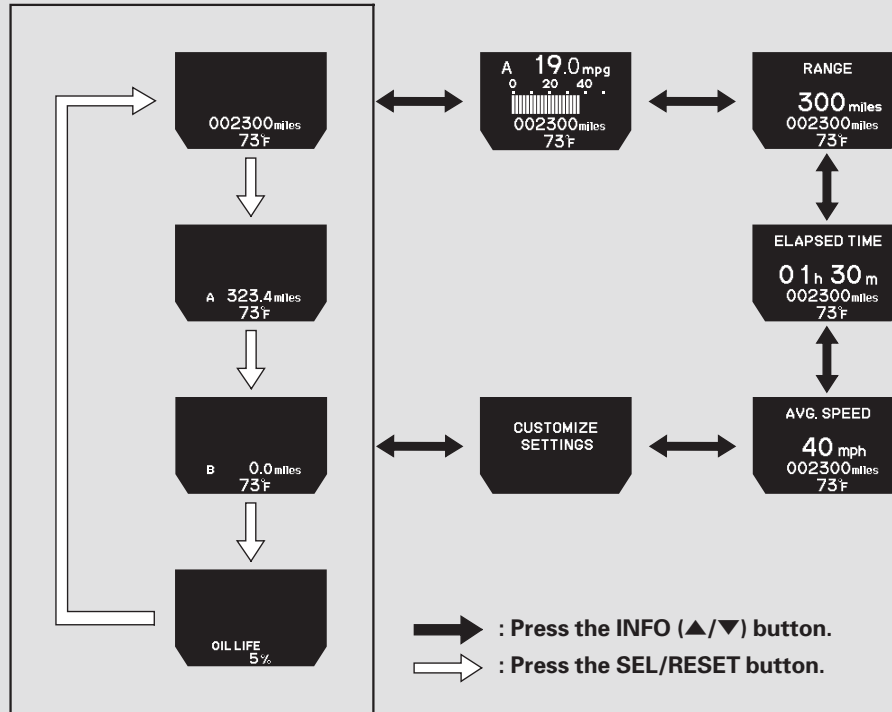 002300miles
73°F
A 323.4miles
73°F
B 0.0miles
73°F
OIL LIFE
5%
A 19.0mpg
0 20 40
002300miles
73°F
RANGE
300 miles
002300miles
73°F
ELAPSED TIME
01h 30m
002300miles
73°F
AVG. SPEED
40 mph
002300miles
73°F
CUSTOMIZE
SETTINGS
: Press the INFO (▲/▼) button.
: Press the SEL/RESET button.